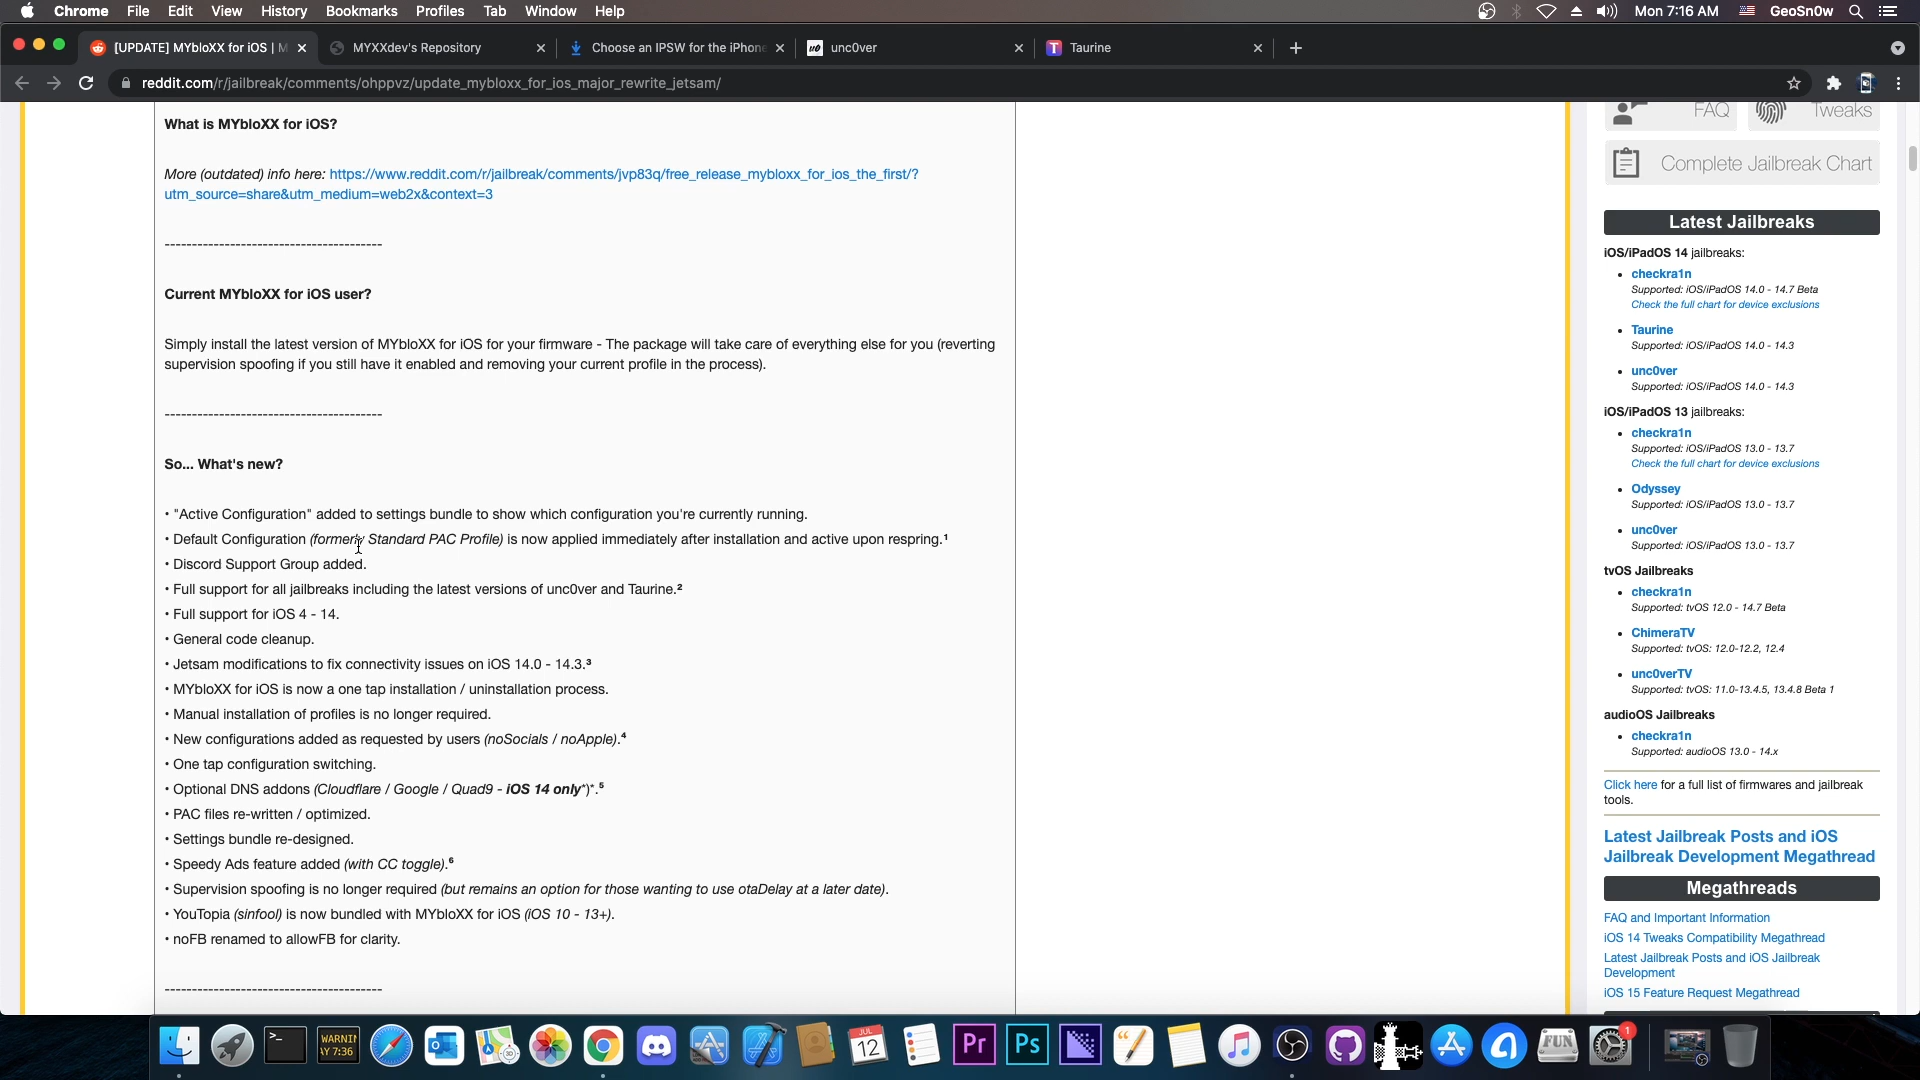 Chrome File Edit View History Bookmarks Profiles Tab Window Help Mon 7:16 AM GeoSn0w
[UPDATE] MYbloXX for iOS | M MYXXdev's Repository Choose an IPSW for the iPhone unc0ver Taurine
reddit.com/r/jailbreak/comments/ohppvz/update_mybloxx_for_ios_major_rewrite_jetsam/
What is MYbloXX for iOS?
More (outdated) info here: https://www.reddit.com/r/jailbreak/comments/jvp83q/free_release_mybloxx_for_ios_the_first/?
utm_source=share&utm_medium=web2x&context=3
----------------------------------------
Current MYbloXX for iOS user?
Simply install the latest version of MYbloXX for iOS for your firmware - The package will take care of everything else for you (reverting
supervision spoofing if you still have it enabled and removing your current profile in the process).
----------------------------------------
So... What's new?
• "Active Configuration" added to settings bundle to show which configuration you're currently running.
• Default Configuration (formerly Standard PAC Profile) is now applied immediately after installation and active upon respring.¹
• Discord Support Group added.
• Full support for all jailbreaks including the latest versions of unc0ver and Taurine.²
• Full support for iOS 4 - 14.
• General code cleanup.
• Jetsam modifications to fix connectivity issues on iOS 14.0 - 14.3.³
• MYbloXX for iOS is now a one tap installation / uninstallation process.
• Manual installation of profiles is no longer required.
• New configurations added as requested by users (noSocials / noApple).⁴
• One tap configuration switching.
• Optional DNS addons (Cloudflare / Google / Quad9 - iOS 14 only*)*.⁵
• PAC files re-written / optimized.
• Settings bundle re-designed.
• Speedy Ads feature added (with CC toggle).⁶
• Supervision spoofing is no longer required (but remains an option for those wanting to use otaDelay at a later date).
• YouTopia (sinfool) is now bundled with MYbloXX for iOS (iOS 10 - 13+).
• noFB renamed to allowFB for clarity.
----------------------------------------
FAQ Tweaks
Complete Jailbreak Chart
Latest Jailbreaks
iOS/iPadOS 14 jailbreaks:
• checkra1n
Supported: iOS/iPadOS 14.0 - 14.7 Beta
Check the full chart for device exclusions
• Taurine
Supported: iOS/iPadOS 14.0 - 14.3
• unc0ver
Supported: iOS/iPadOS 14.0 - 14.3
iOS/iPadOS 13 jailbreaks:
• checkra1n
Supported: iOS/iPadOS 13.0 - 13.7
Check the full chart for device exclusions
• Odyssey
Supported: iOS/iPadOS 13.0 - 13.7
• unc0ver
Supported: iOS/iPadOS 13.0 - 13.7
tvOS Jailbreaks
• checkra1n
Supported: tvOS 12.0 - 14.7 Beta
• ChimeraTV
Supported: tvOS: 12.0-12.2, 12.4
• unc0verTV
Supported: tvOS: 11.0-13.4.5, 13.4.8 Beta 1
audioOS Jailbreaks
• checkra1n
Supported: audioOS 13.0 - 14.x
Click here for a full list of firmwares and jailbreak
tools.
Latest Jailbreak Posts and iOS
Jailbreak Development Megathread
Megathreads
FAQ and Important Information
iOS 14 Tweaks Compatibility Megathread
Latest Jailbreak Posts and iOS Jailbreak
Development
iOS 15 Feature Request Megathread
WARNIN
AY 7:36
JUL
12
Pr
Ps
FUN
1